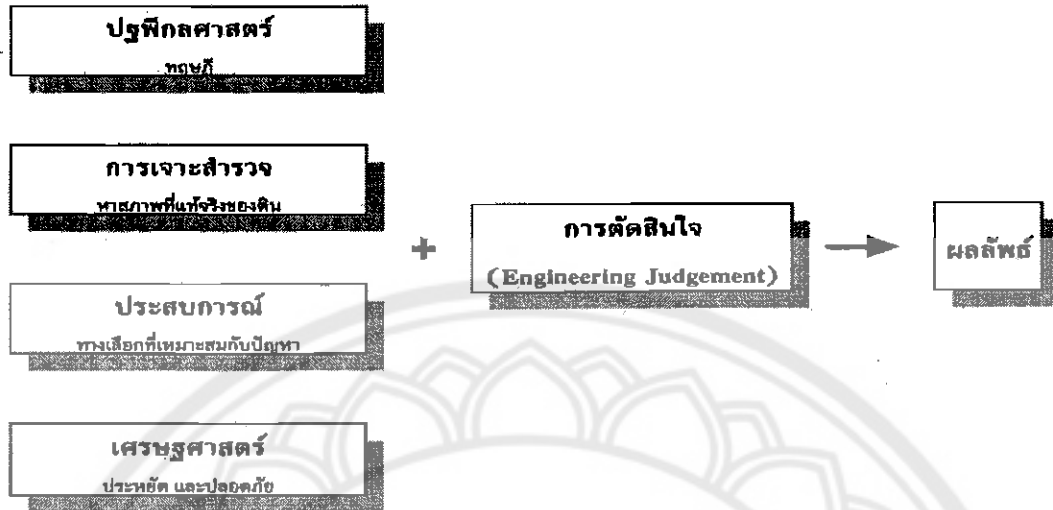 ปฐพีกลศาสตร์
ทฤษฎี
การเจาะสำรวจ
หาสภาพที่แท้จริงของดิน
ประสบการณ์
ทางเลือกที่เหมาะสมกับปัญหา
เศรษฐศาสตร์
ประหยัด และปลอดภัย
+
การตัดสินใจ
(Engineering Judgement)
ผลลัพธ์